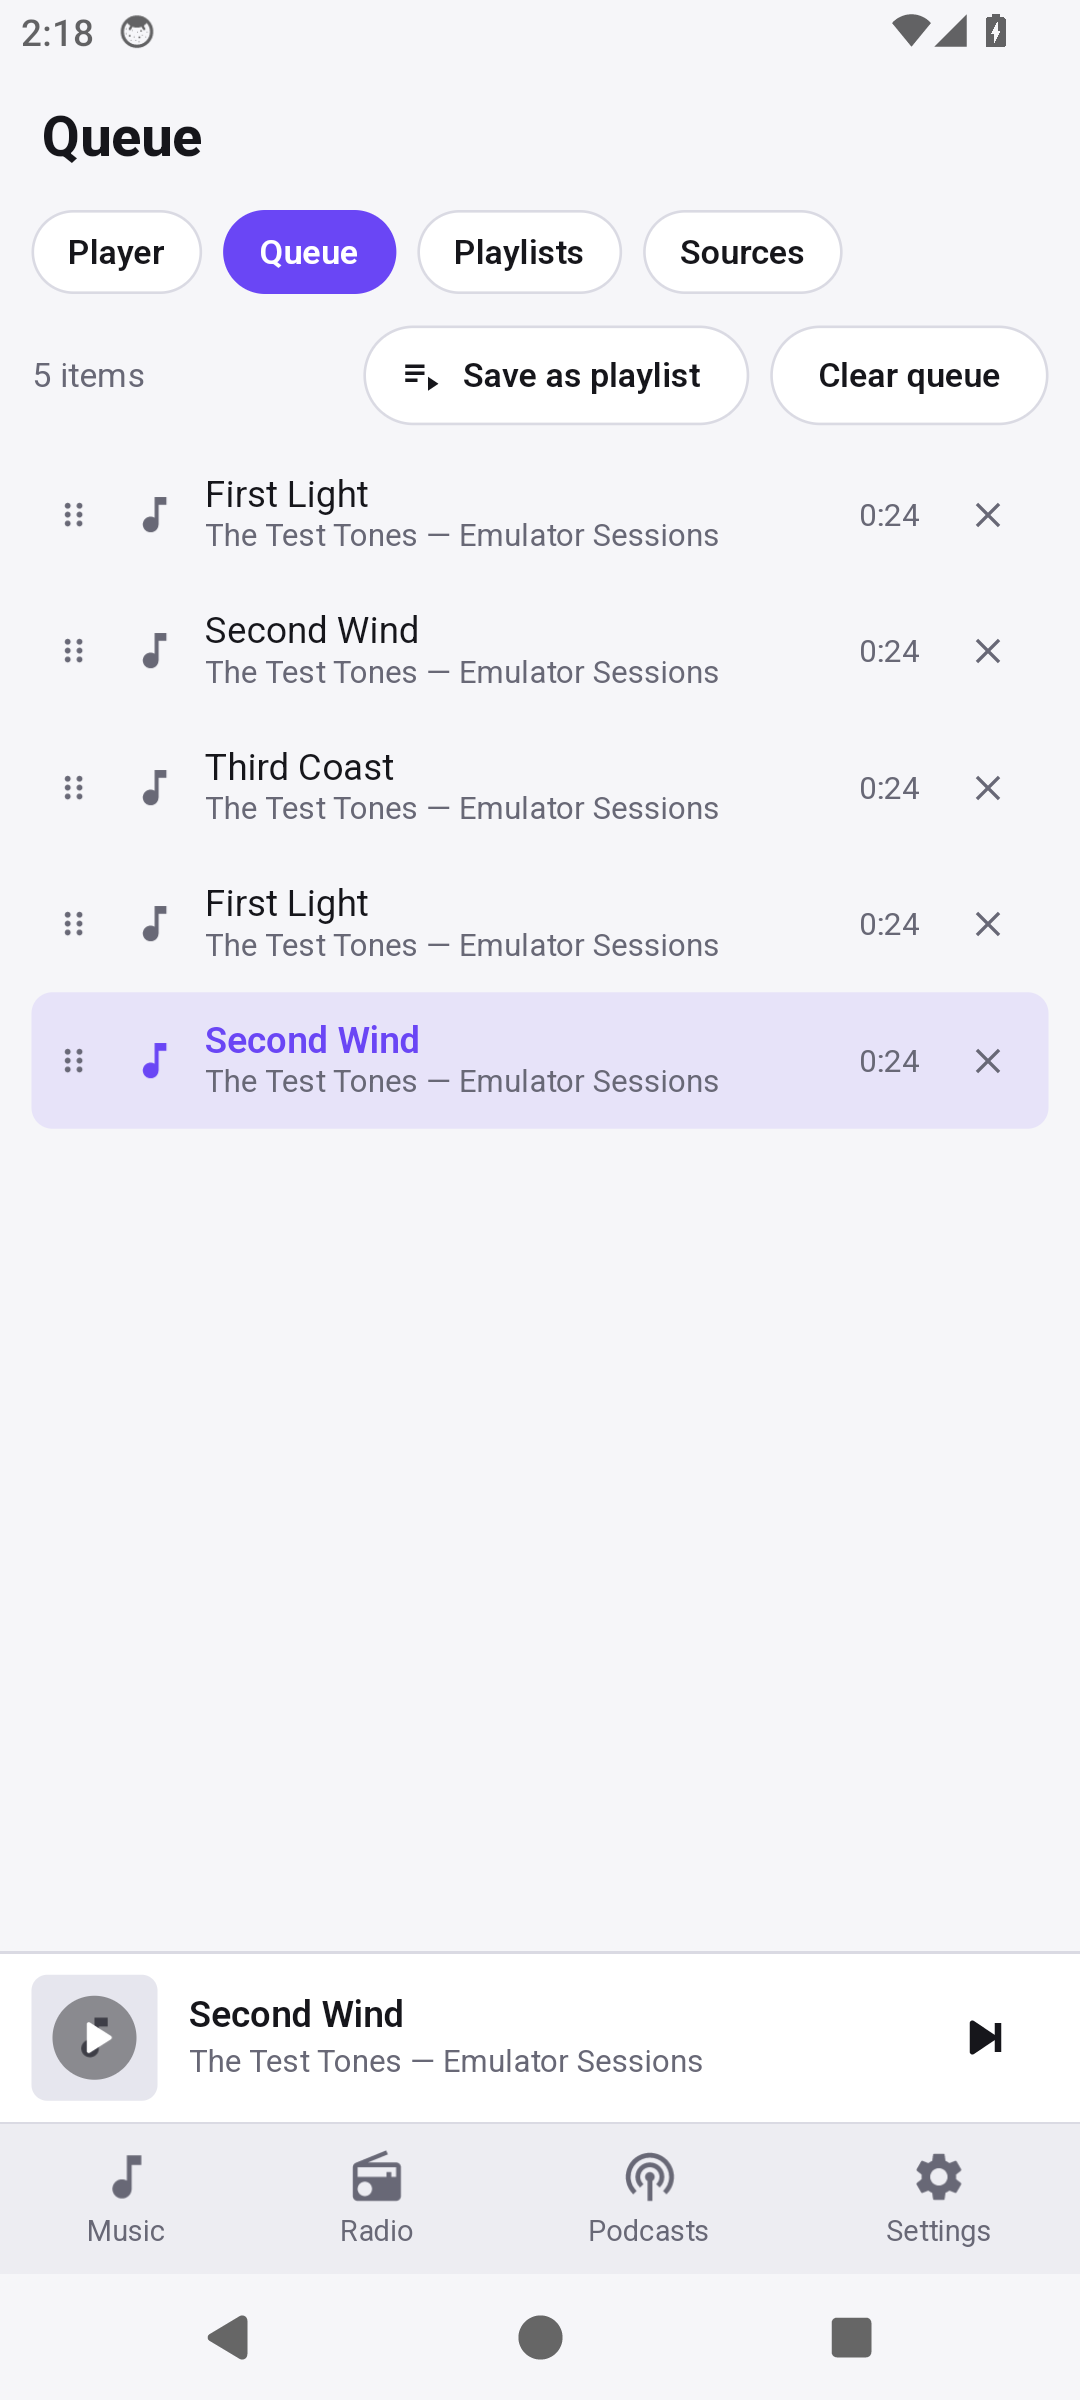 2:18
Queue
Player
Queue
Playlists
Sources
5 items
Save as playlist
Clear queue
First Light
The Test Tones — Emulator Sessions
0:24
Second Wind
The Test Tones — Emulator Sessions
0:24
Third Coast
The Test Tones — Emulator Sessions
0:24
First Light
The Test Tones — Emulator Sessions
0:24
Second Wind
The Test Tones — Emulator Sessions
0:24
Second Wind
The Test Tones — Emulator Sessions
Music
Radio
Podcasts
Settings